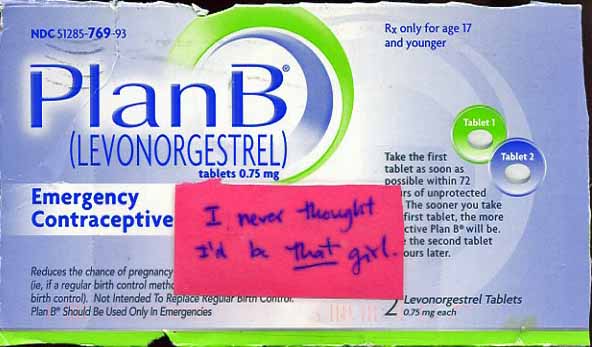 NDC 51285-769-93
Rx only for age 17
and younger
Plan B®
(LEVONORGESTREL)
tablets 0.75 mg
Emergency
Contraceptive
Tablet 1
Tablet 2
Take the first
tablet as soon as
possible within 72
of unprotected
The sooner you take
first tablet, the more
Plan B® will be.
the second tablet
later.
I never thought
I'd be that girl.
Reduces the chance of pregnancy
(ie, if a regular birth control
birth control). Not Intended To Replace Regular Birth Control.
Plan B® Should Be Used Only In Emergencies
2 Levonorgestrel Tablets
0.75 mg each